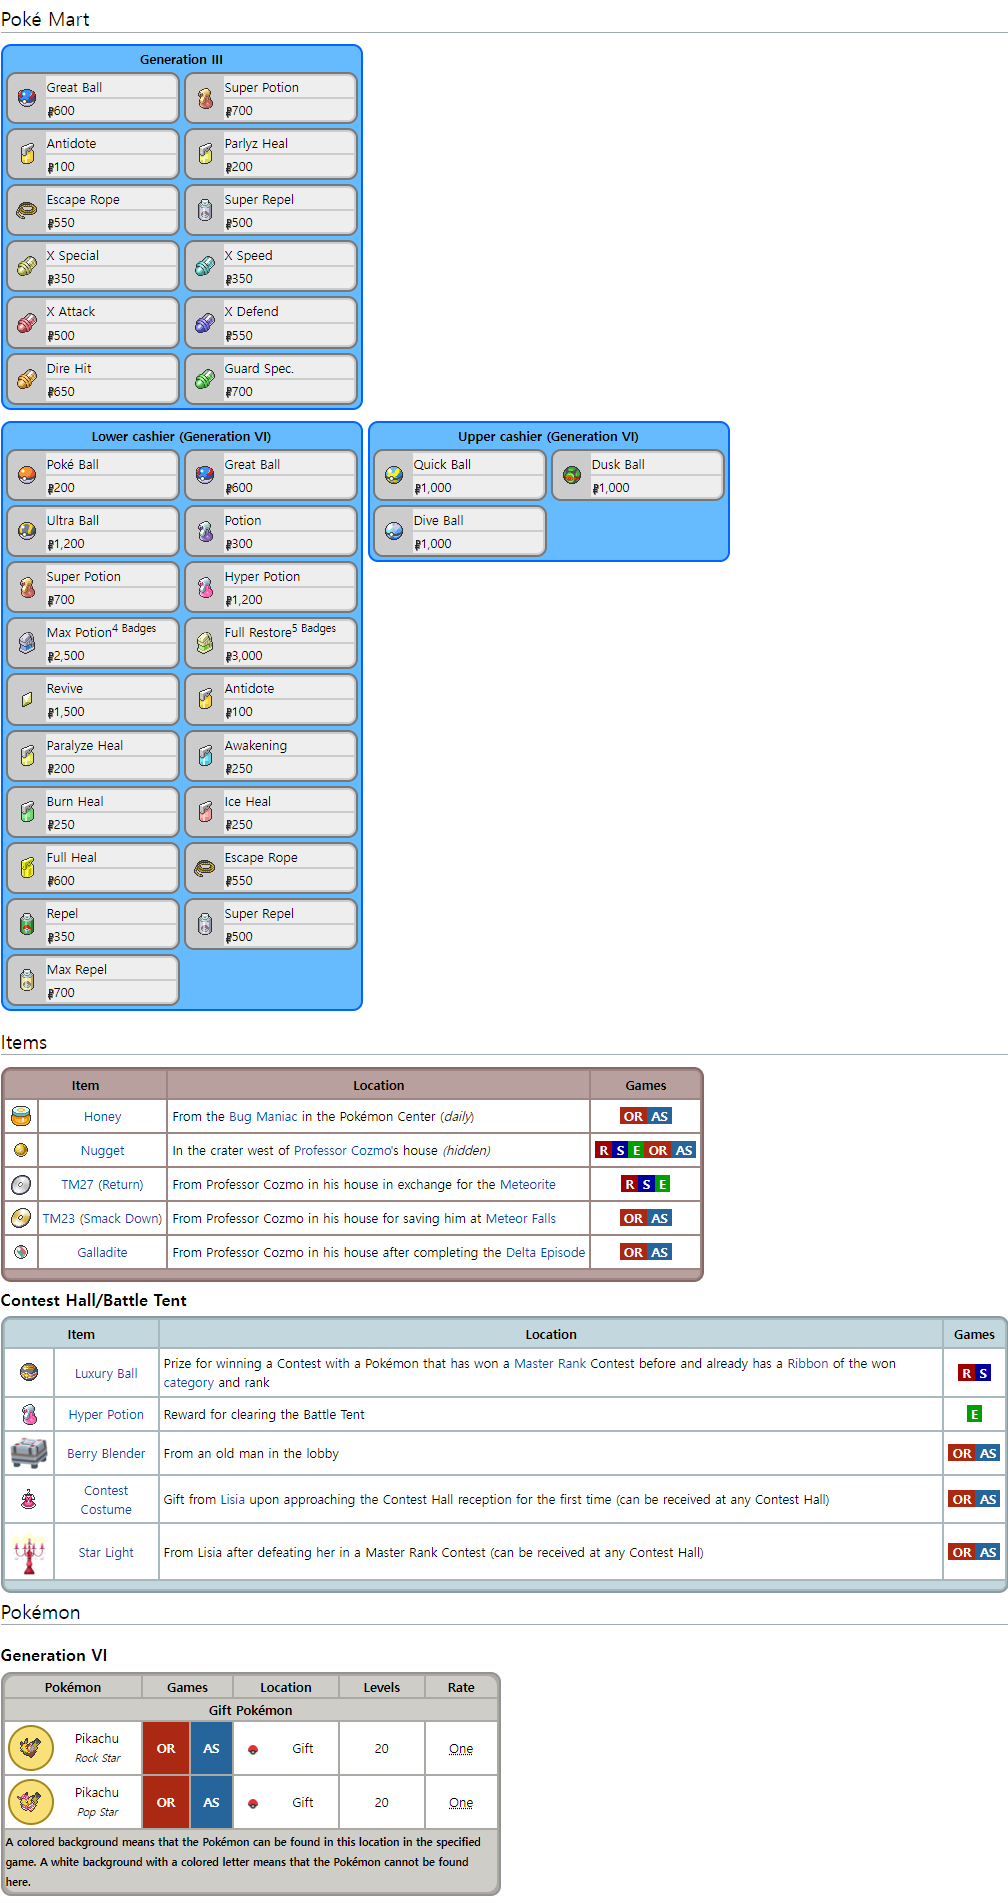 Poké Mart
Generation III
Great Ball
₽600
Super Potion
₽700
Antidote
₽100
Parlyz Heal
₽200
Escape Rope
₽550
Super Repel
₽500
X Special
₽350
X Speed
₽350
X Attack
₽500
X Defend
₽550
Dire Hit
₽650
Guard Spec.
₽700
Lower cashier (Generation VI)
Poké Ball
₽200
Great Ball
₽600
Ultra Ball
₽1,200
Potion
₽300
Super Potion
₽700
Hyper Potion
₽1,200
Max Potion4 Badges
₽2,500
Full Restore5 Badges
₽3,000
Revive
₽1,500
Antidote
₽100
Paralyze Heal
₽200
Awakening
₽250
Burn Heal
₽250
Ice Heal
₽250
Full Heal
₽600
Escape Rope
₽550
Repel
₽350
Super Repel
₽500
Max Repel
₽700
Upper cashier (Generation VI)
Quick Ball
₽1,000
Dusk Ball
₽1,000
Dive Ball
₽1,000
Items
Item Location Games
Honey From the Bug Maniac in the Pokémon Center (daily) OR AS
Nugget In the crater west of Professor Cozmo's house (hidden) R S E OR AS
TM27 (Return) From Professor Cozmo in his house in exchange for the Meteorite R S E
TM23 (Smack Down) From Professor Cozmo in his house for saving him at Meteor Falls OR AS
Galladite From Professor Cozmo in his house after completing the Delta Episode OR AS
Contest Hall/Battle Tent
Item Location Games
Luxury Ball
Prize for winning a Contest with a Pokémon that has won a Master Rank Contest before and already has a Ribbon of the won
category and rank
R S
Hyper Potion Reward for clearing the Battle Tent E
Berry Blender From an old man in the lobby OR AS
Contest
Costume
Gift from Lisia upon approaching the Contest Hall reception for the first time (can be received at any Contest Hall) OR AS
Star Light From Lisia after defeating her in a Master Rank Contest (can be received at any Contest Hall) OR AS
Pokémon
Generation VI
Pokémon Games Location Levels Rate
Gift Pokémon
Pikachu
Rock Star
OR AS Gift 20 One
Pikachu
Pop Star
OR AS Gift 20 One
A colored background means that the Pokémon can be found in this location in the specified
game. A white background with a colored letter means that the Pokémon cannot be found
here.